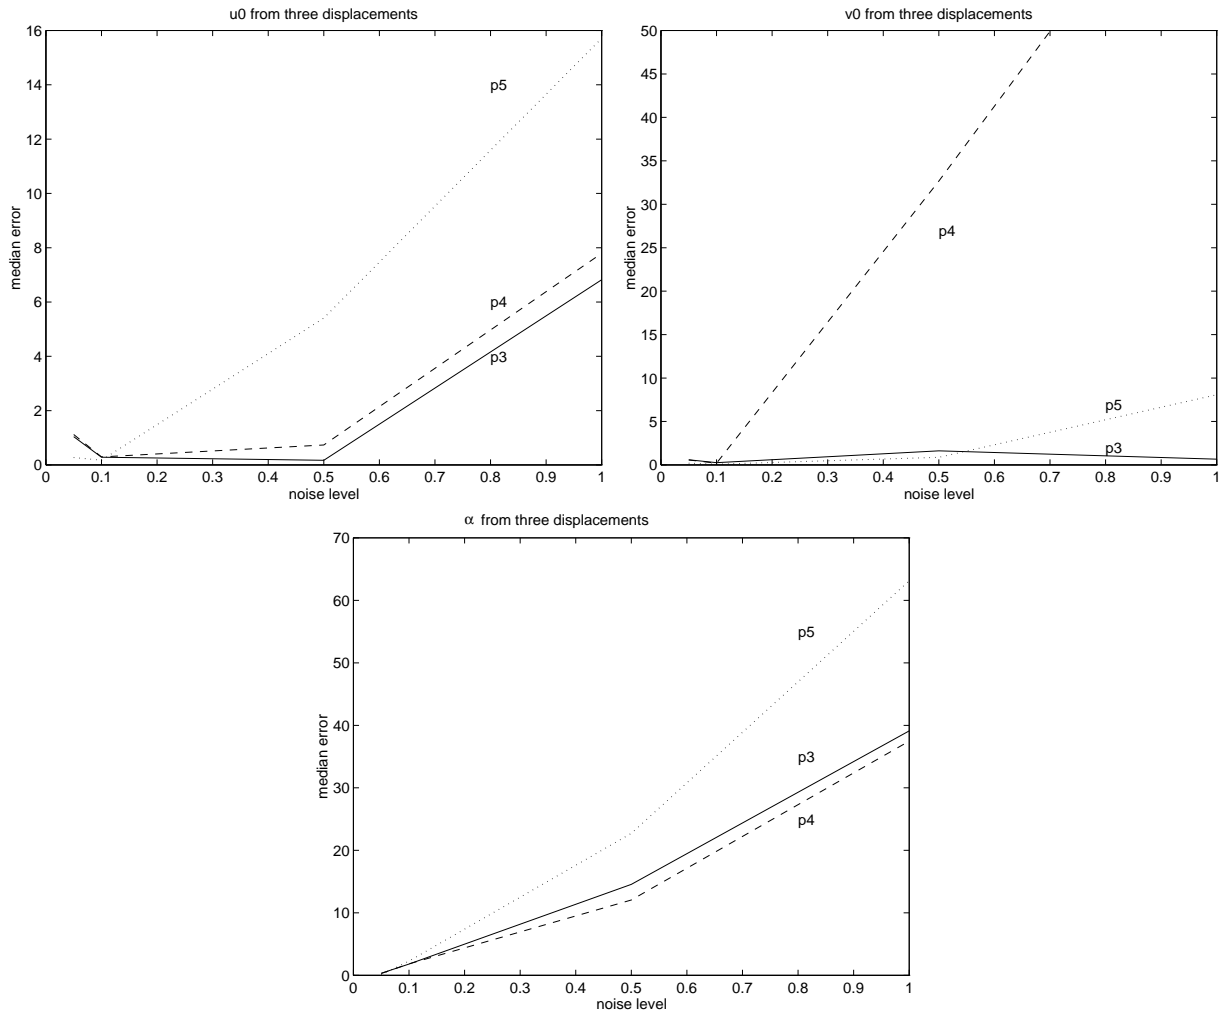 u0 from three displacements
16
14
12
10
8
6
4
2
0
median error
p5
p4
p3
0 0.1 0.2 0.3 0.4 0.5 0.6 0.7 0.8 0.9 1
noise level
v0 from three displacements
50
45
40
35
30
25
20
15
10
5
0
median error
p4
p5
p3
0 0.1 0.2 0.3 0.4 0.5 0.6 0.7 0.8 0.9 1
noise level
α from three displacements
70
60
50
40
30
20
10
0
median error
p5
p3
p4
0 0.1 0.2 0.3 0.4 0.5 0.6 0.7 0.8 0.9 1
noise level